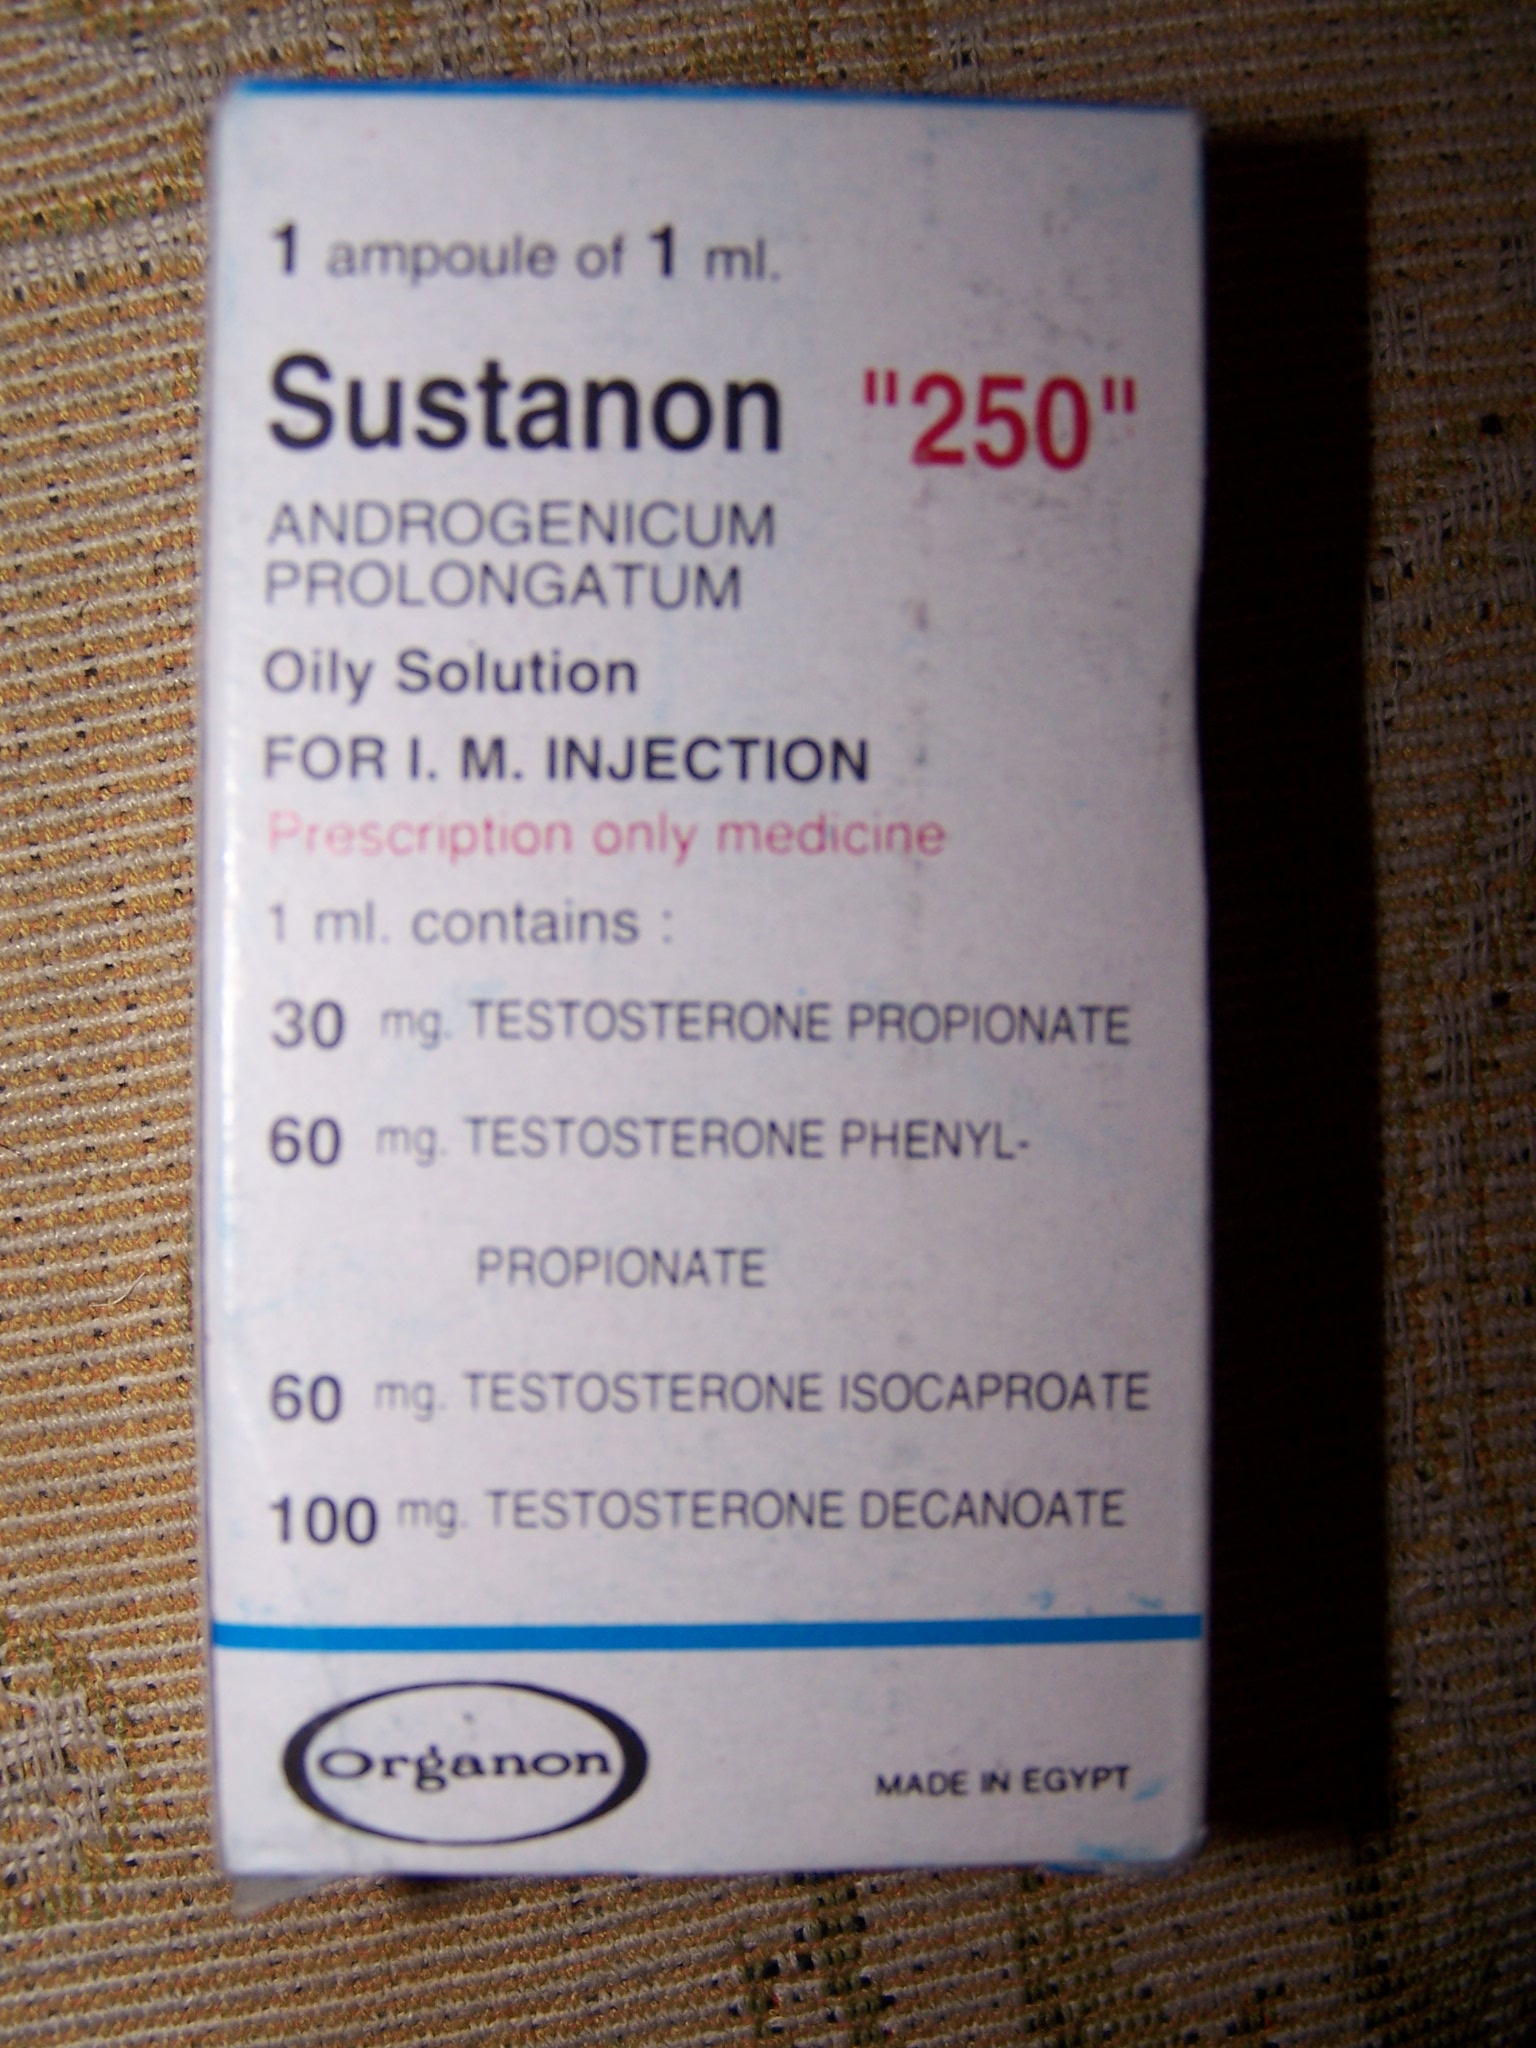 1 ampoule of 1 ml.
Sustanon "250"
ANDROGENICUM
PROLONGATUM
Oily Solution
FOR I. M. INJECTION
Prescription only medicine
1 ml. contains :
30 mg. TESTOSTERONE PROPIONATE
60 mg. TESTOSTERONE PHENYL-
PROPIONATE
60 mg. TESTOSTERONE ISOCAPROATE
100 mg. TESTOSTERONE DECANOATE
Organon
MADE IN EGYPT